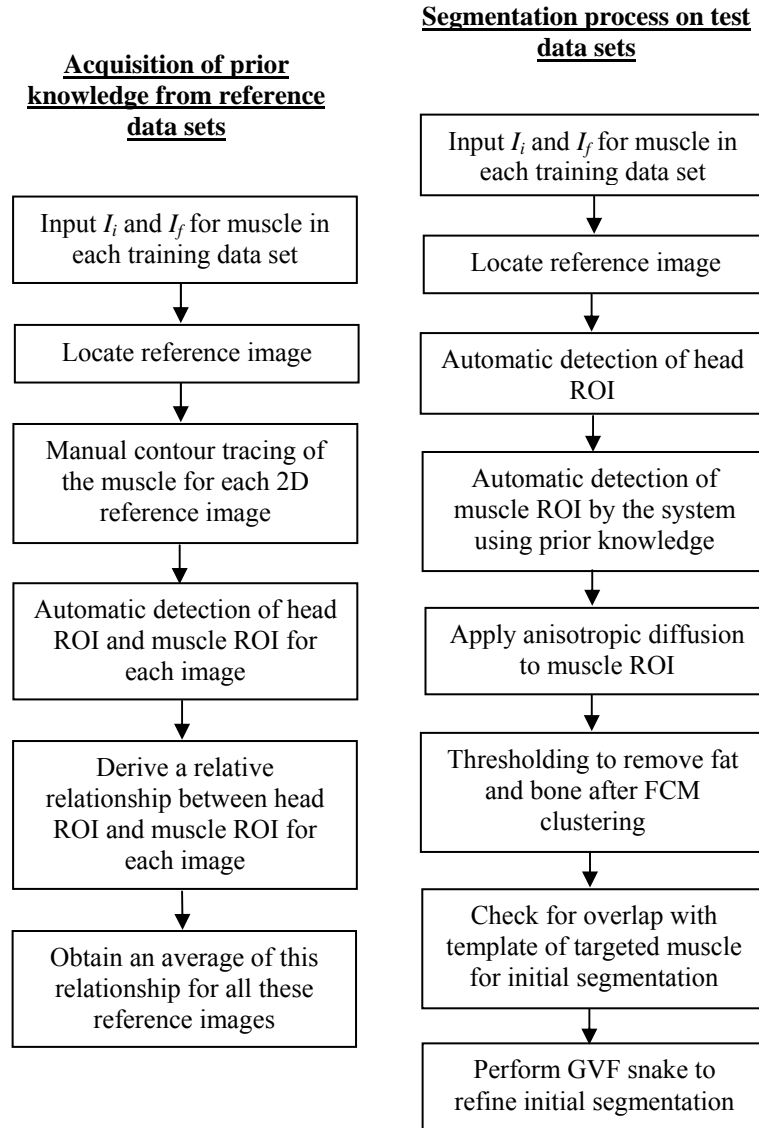 Acquisition of prior
knowledge from reference
data sets
Input I_i and I_f for muscle in
each training data set
Locate reference image
Manual contour tracing of
the muscle for each 2D
reference image
Automatic detection of head
ROI and muscle ROI for
each image
Derive a relative
relationship between head
ROI and muscle ROI for
each image
Obtain an average of this
relationship for all these
reference images
Segmentation process on test
data sets
Input I_i and I_f for muscle in
each training data set
Locate reference image
Automatic detection of head
ROI
Automatic detection of
muscle ROI by the system
using prior knowledge
Apply anisotropic diffusion
to muscle ROI
Thresholding to remove fat
and bone after FCM
clustering
Check for overlap with
template of targeted muscle
for initial segmentation
Perform GVF snake to
refine initial segmentation